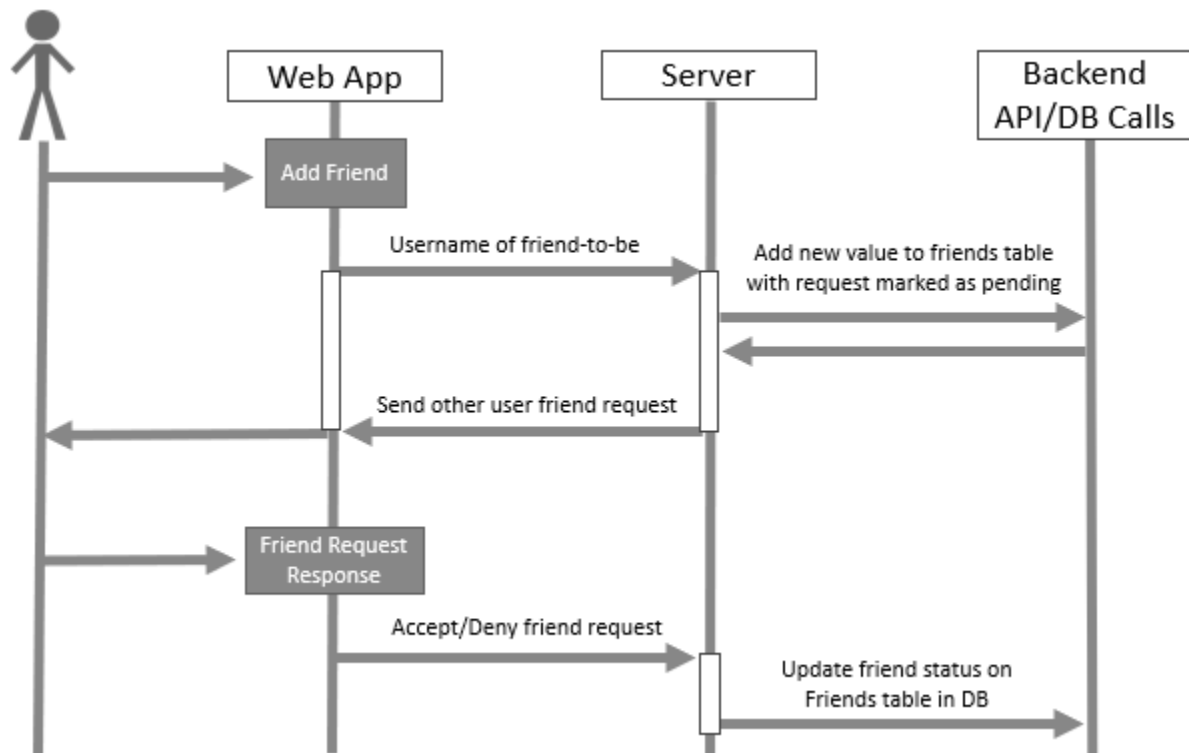 Web App
Server
Backend
API/DB Calls
Add Friend
Username of friend-to-be
Add new value to friends table
with request marked as pending
Send other user friend request
Friend Request
Response
Accept/Deny friend request
Update friend status on
Friends table in DB